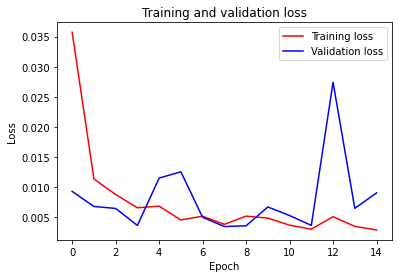 Training and validation loss
Training loss
Validation loss
Loss
0.035
0.030
0.025
0.020
0.015
0.010
0.005
0 2 4 6 8 10 12 14
Epoch